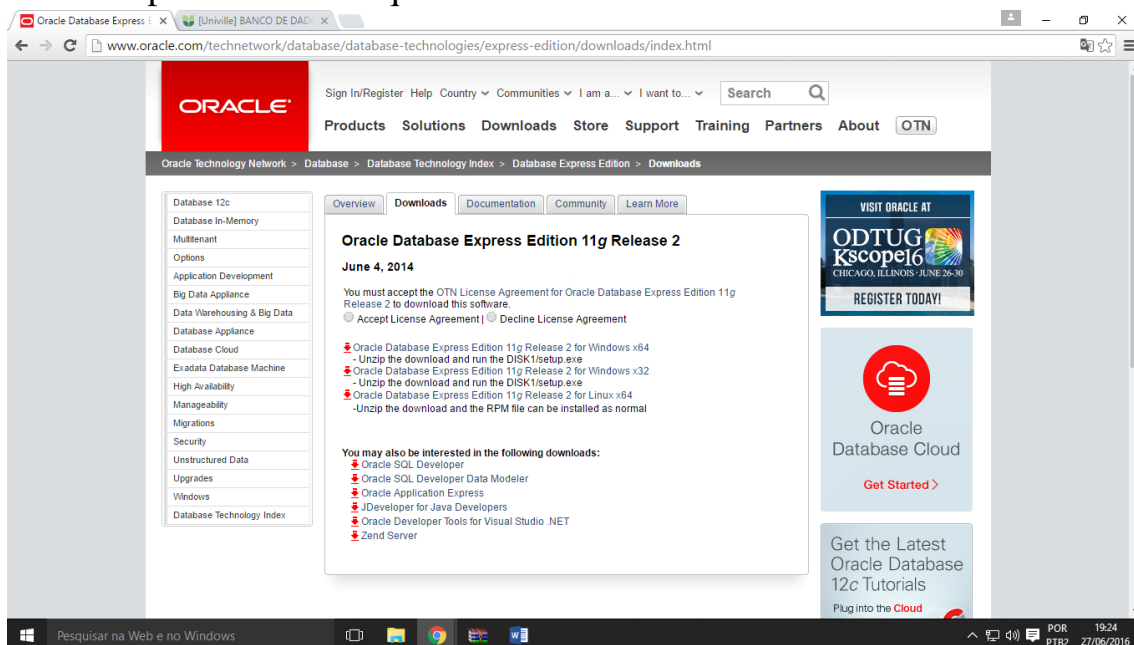 Oracle Database Express E
[Univille] BANCO DE DAD
www.oracle.com/technetwork/database/database-technologies/express-edition/downloads/index.html
ORACLE
Sign In/Register Help Country Communities I am a... I want to... Search
Products Solutions Downloads Store Support Training Partners About OTN
Oracle Technology Network > Database > Database Technology Index > Database Express Edition > Downloads
Database 12c
Database In-Memory
Multitenant
Options
Application Development
Big Data Appliance
Data Warehousing & Big Data
Database Appliance
Database Cloud
Exadata Database Machine
High Availability
Manageability
Migrations
Security
Unstructured Data
Upgrades
Windows
Database Technology Index
Overview Downloads Documentation Community Learn More
Oracle Database Express Edition 11g Release 2
June 4, 2014
You must accept the OTN License Agreement for Oracle Database Express Edition 11g
Release 2 to download this software.
Accept License Agreement | Decline License Agreement
Oracle Database Express Edition 11g Release 2 for Windows x64
- Unzip the download and run the DISK1/setup.exe
Oracle Database Express Edition 11g Release 2 for Windows x32
- Unzip the download and run the DISK1/setup.exe
Oracle Database Express Edition 11g Release 2 for Linux x64
-Unzip the download and the RPM file can be installed as normal
You may also be interested in the following downloads:
Oracle SQL Developer
Oracle SQL Developer Data Modeler
Oracle Application Express
JDeveloper for Java Developers
Oracle Developer Tools for Visual Studio .NET
Zend Server
VISIT ORACLE AT
ODTUG
Kscope16
CHICAGO, ILLINOIS · JUNE 26-30
REGISTER TODAY!
Oracle
Database Cloud
Get Started >
Get the Latest
Oracle Database
12c Tutorials
Plug into the Cloud
Pesquisar na Web e no Windows
POR
PTB2
19:24
27/06/2016